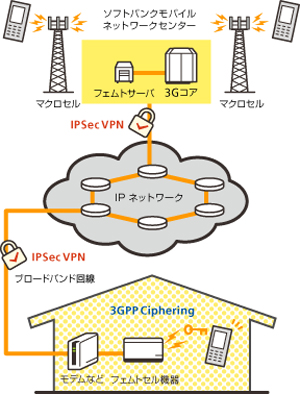 ソフトバンクモバイル
ネットワークセンター
フェムトサーバ
3Gコア
マクロセル
マクロセル
IPSec VPN
IP ネットワーク
IPSec VPN
ブロードバンド回線
3GPP Ciphering
モデムなど
フェムトセル機器